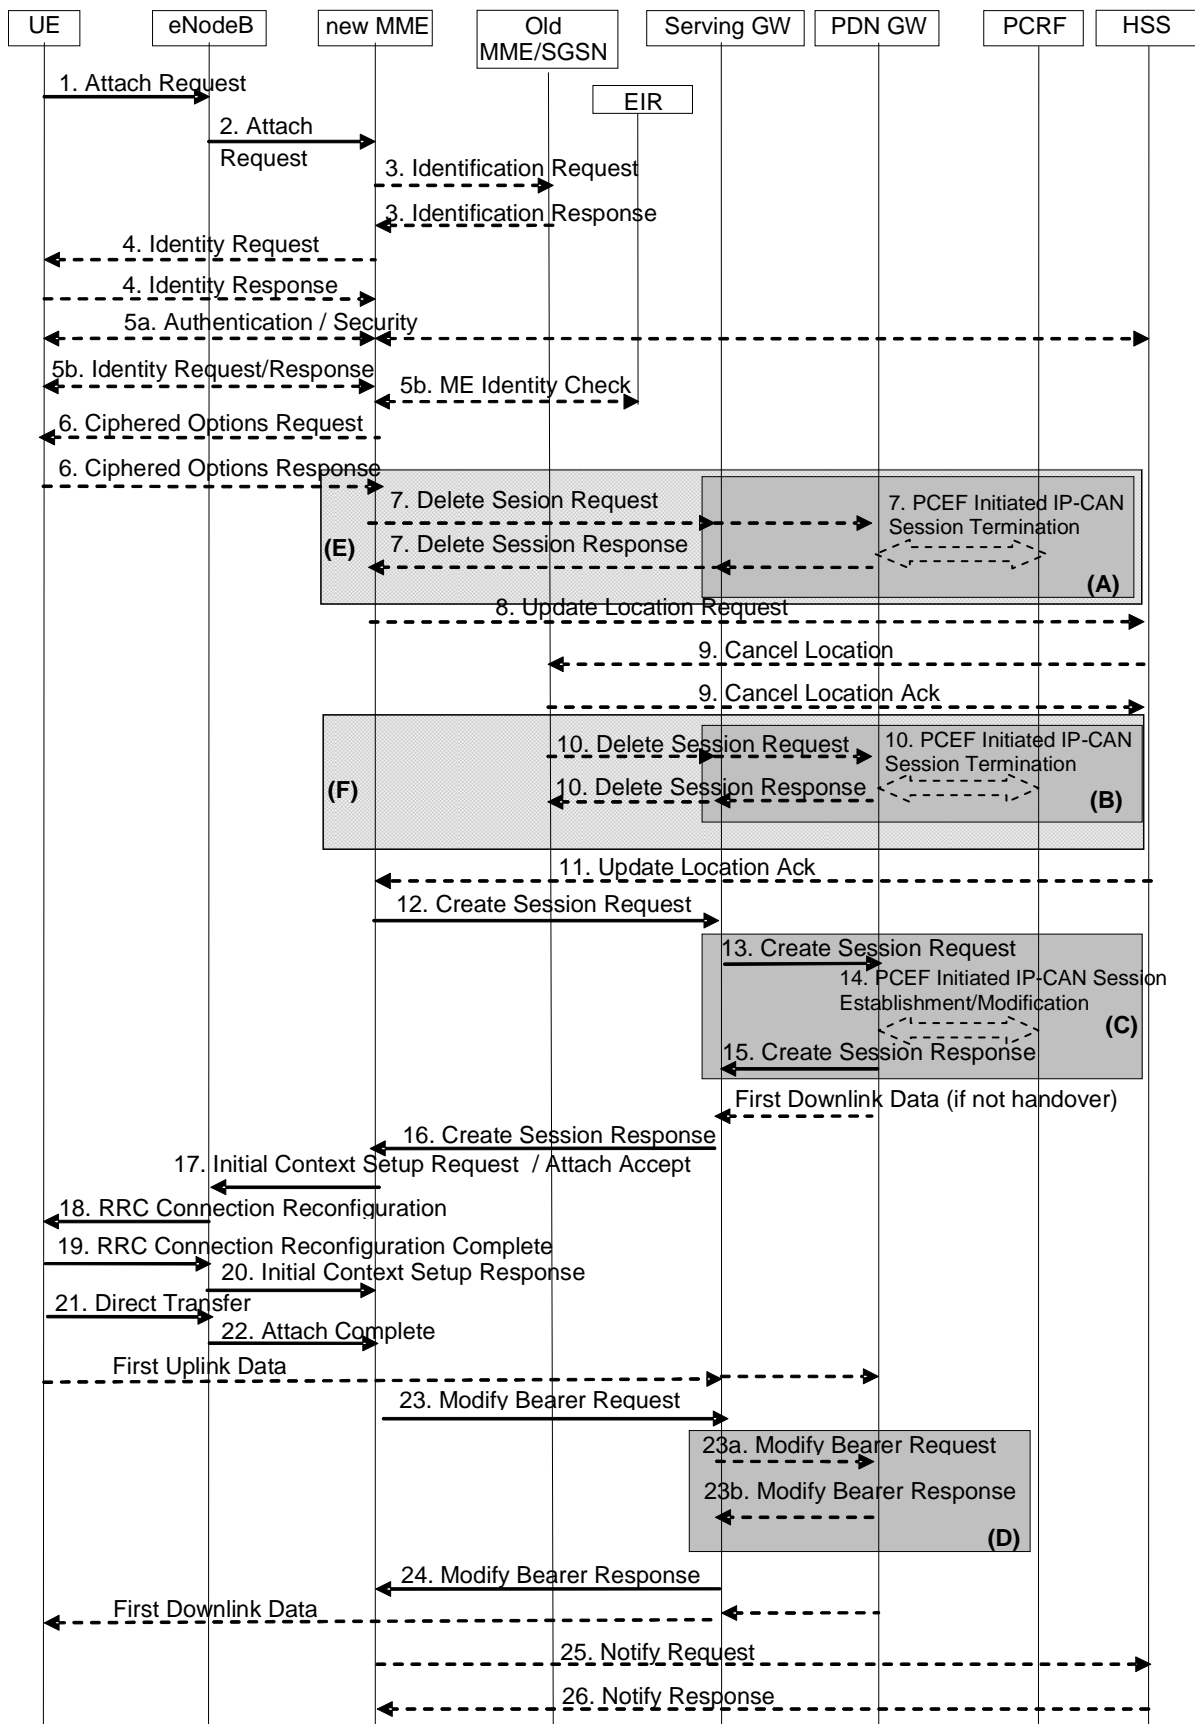 UE
eNodeB
new MME
Old
MME/SGSN
Serving GW
PDN GW
PCRF
HSS
1. Attach Request
EIR
2. Attach
Request
3. Identification Request
3. Identification Response
4. Identity Request
4. Identity Response
5a. Authentication / Security
5b. Identity Request/Response
5b. ME Identity Check
6. Ciphered Options Request
6. Ciphered Options Response
7. Delete Sesion Request
7. PCEF Initiated IP-CAN
Session Termination
(E)
7. Delete Session Response
(A)
8. Update Location Request
9. Cancel Location
9. Cancel Location Ack
10. Delete Session Request
10. PCEF Initiated IP-CAN
Session Termination
(F)
10. Delete Session Response
(B)
11. Update Location Ack
12. Create Session Request
13. Create Session Request
14. PCEF Initiated IP-CAN Session
Establishment/Modification
(C)
15. Create Session Response
First Downlink Data (if not handover)
16. Create Session Response
17. Initial Context Setup Request / Attach Accept
18. RRC Connection Reconfiguration
19. RRC Connection Reconfiguration Complete
20. Initial Context Setup Response
21. Direct Transfer
22. Attach Complete
First Uplink Data
23. Modify Bearer Request
23a. Modify Bearer Request
23b. Modify Bearer Response
(D)
24. Modify Bearer Response
First Downlink Data
25. Notify Request
26. Notify Response